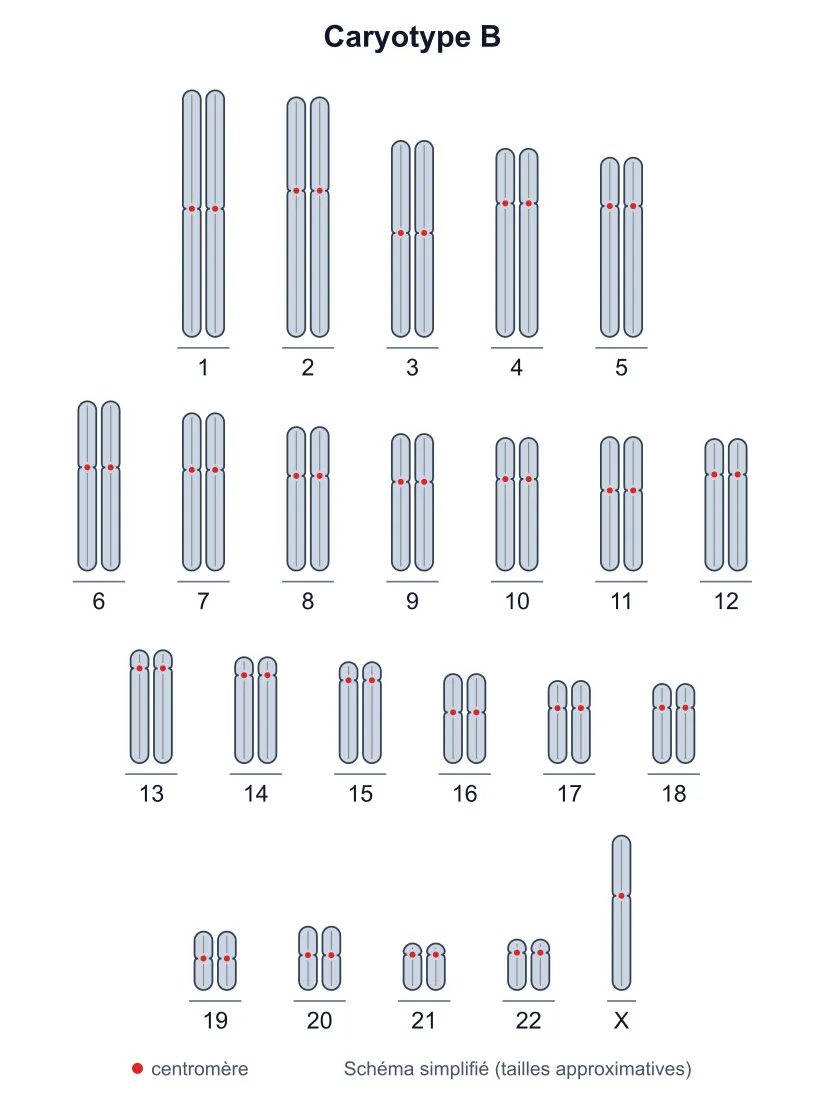 Caryotype B
1 2 3 4 5
6 7 8 9 10 11 12
13 14 15 16 17 18
19 20 21 22 X
centromère Schéma simplifié (tailles approximatives)